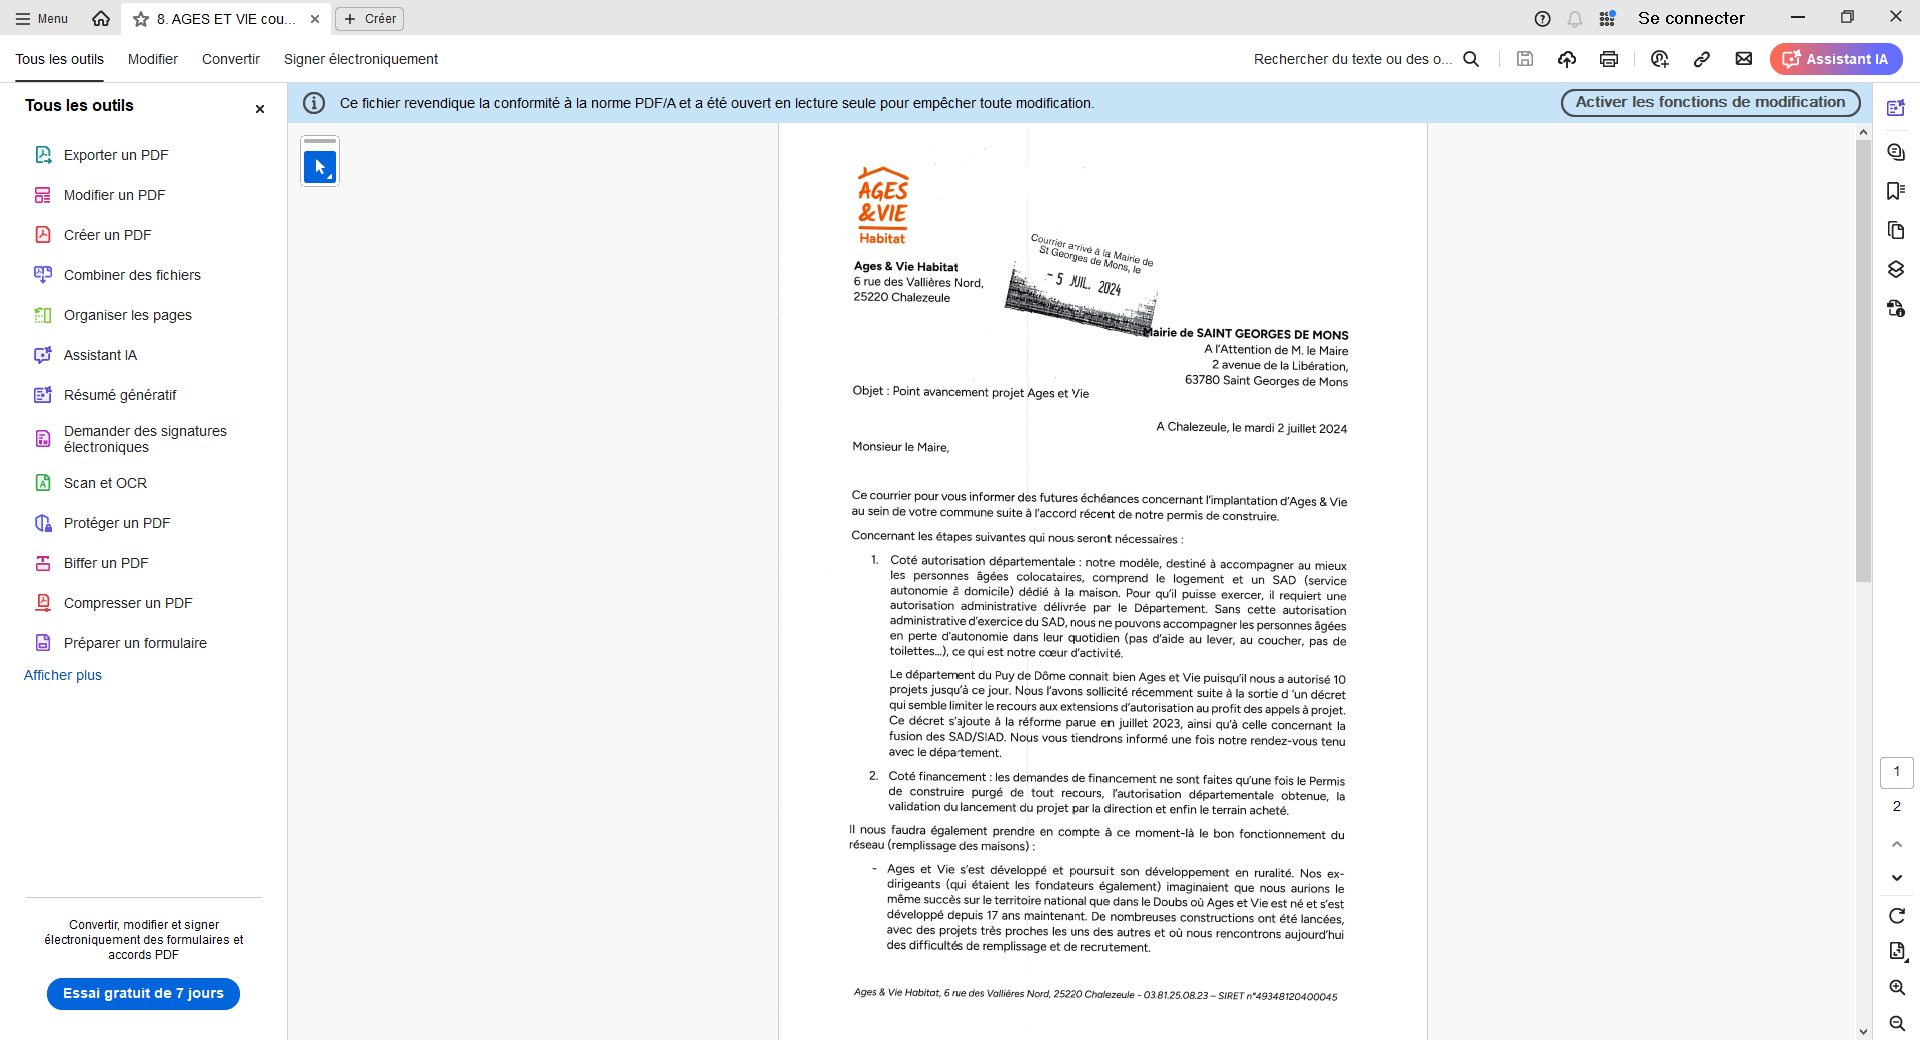 Menu
8. AGES ET VIE cou...
Créer
Se connecter
Tous les outils
Modifier
Convertir
Signer électroniquement
Rechercher du texte ou des o...
Assistant IA
Tous les outils
Ce fichier revendique la conformité à la norme PDF/A et a été ouvert en lecture seule pour empêcher toute modification.
Activer les fonctions de modification
Exporter un PDF
Modifier un PDF
Créer un PDF
Combiner des fichiers
Organiser les pages
Assistant IA
Résumé génératif
Demander des signatures
électroniques
Scan et OCR
Protéger un PDF
Biffer un PDF
Compresser un PDF
Préparer un formulaire
Afficher plus
Convertir, modifier et signer
électroniquement des formulaires et
accords PDF
Essai gratuit de 7 jours
AGES
&VIE
Habitat
Courrier arrivé à la Mairie de
St Georges de Mons, le
- 5 JUIL. 2024
Ages & Vie Habitat
6 rue des Vallières Nord,
25220 Chalezeule
Mairie de SAINT GEORGES DE MONS
A l'Attention de M. le Maire
2 avenue de la Libération,
63780 Saint Georges de Mons
Objet : Point avancement projet Ages et Vie
A Chalezeule, le mardi 2 juillet 2024
Monsieur le Maire,
Ce courrier pour vous informer des futures échéances concernant l'implantation d'Ages & Vie
au sein de votre commune suite à l'accord récent de notre permis de construire.
Concernant les étapes suivantes qui nous seront nécessaires :
1. Coté autorisation départementale : notre modèle, destiné à accompagner au mieux
les personnes âgées colocataires, comprend le logement et un SAD (service
autonomie à domicile) dédié à la maison. Pour qu'il puisse exercer, il requiert une
autorisation administrative délivrée par le Département. Sans cette autorisation
administrative d'exercice du SAD, nous ne pouvons accompagner les personnes âgées
en perte d'autonomie dans leur quotidien (pas d'aide au lever, au coucher, pas de
toilettes...), ce qui est notre cœur d'activité.
Le département du Puy de Dôme connait bien Ages et Vie puisqu'il nous a autorisé 10
projets jusqu'à ce jour. Nous l'avons sollicité récemment suite à la sortie d 'un décret
qui semble limiter le recours aux extensions d'autorisation au profit des appels à projet.
Ce décret s'ajoute à la réforme parue en juillet 2023, ainsi qu'à celle concernant la
fusion des SAD/SIAD. Nous vous tiendrons informé une fois notre rendez-vous tenu
avec le département.
2. Coté financement : les demandes de financement ne sont faites qu'une fois le Permis
de construire purgé de tout recours, l'autorisation départementale obtenue, la
validation du lancement du projet par la direction et enfin le terrain acheté.
Il nous faudra également prendre en compte à ce moment-là le bon fonctionnement du
réseau (remplissage des maisons) :
- Ages et Vie s'est développé et poursuit son développement en ruralité. Nos ex-
dirigeants (qui étaient les fondateurs également) imaginaient que nous aurions le
même succès sur le territoire national que dans le Doubs où Ages et Vie est né et s'est
développé depuis 17 ans maintenant. De nombreuses constructions ont été lancées,
avec des projets très proches les uns des autres et où nous rencontrons aujourd'hui
des difficultés de remplissage et de recrutement.
Ages & Vie Habitat, 6 rue des Vallières Nord, 25220 Chalezeule - 03.81.25.08.23 – SIRET n°49348120400045
1
2